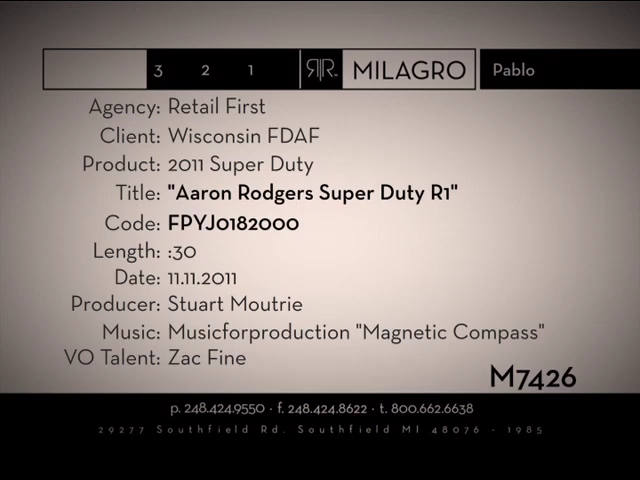 3 2 1 RR MILAGRO Pablo
Agency: Retail First
Client: Wisconsin FDAF
Product: 2011 Super Duty
Title: "Aaron Rodgers Super Duty R1"
Code: FPYJ0182000
Length: :30
Date: 11.11.2011
Producer: Stuart Moutrie
Music: Musicforproduction "Magnetic Compass"
VO Talent: Zac Fine
M7426
p. 248.424.9550 · f. 248.424.8622 · t. 800.662.6638
29277 Southfield Rd. Southfield MI 48076 - 1985